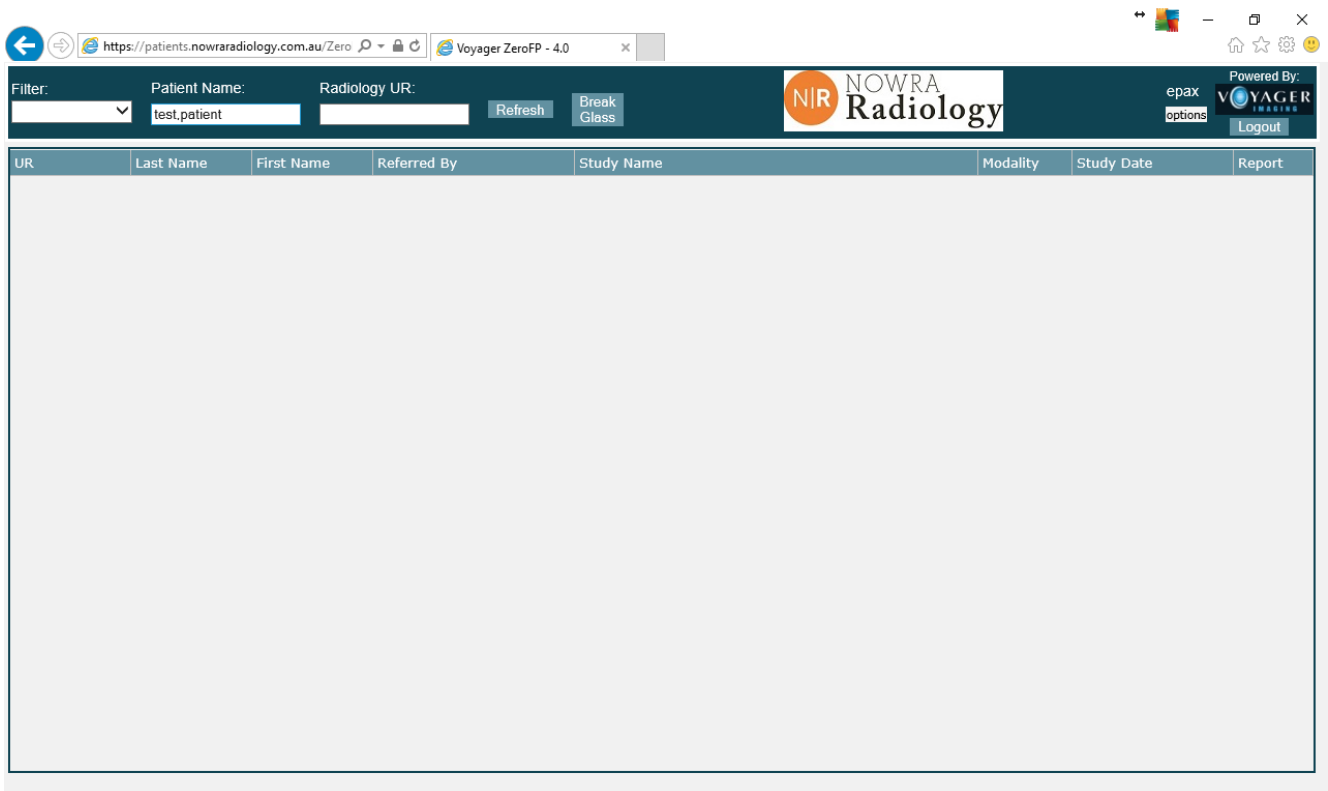 https://patients.nowraradiology.com.au/Zero
Voyager ZeroFP - 4.0
Filter:
Patient Name:
Radiology UR:
test,patient
Refresh
Break
Glass
N|R
NOWRA
Radiology
epax
options
Powered By:
VOYAGER
IMAGING
Logout
UR Last Name First Name Referred By Study Name Modality Study Date Report